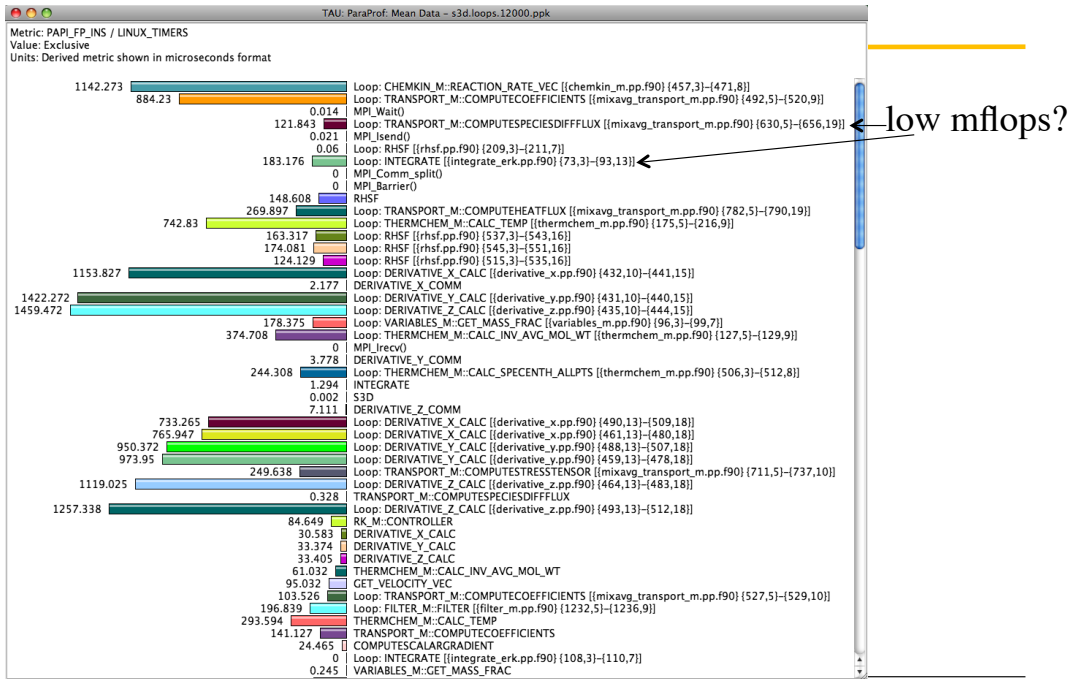 TAU: ParaProf: Mean Data – s3d.loops.12000.ppk
Metric: PAPI_FP_INS / LINUX_TIMERS
Value: Exclusive
Units: Derived metric shown in microseconds format
1142.273 Loop: CHEMKIN_M::REACTION_RATE_VEC [{chemkin_m.pp.f90} {457,3}–{471,8}]
884.23 Loop: TRANSPORT_M::COMPUTECOEFFICIENTS [{mixavg_transport_m.pp.f90} {492,5}–{520,9}]
0.014 MPI_Wait()
121.843 Loop: TRANSPORT_M::COMPUTESPECIESDIFFFLUX [{mixavg_transport_m.pp.f90} {630,5}–{656,19}]
low mflops?
0.021 MPI_Isend()
0.06 Loop: RHSF [{rhsf.pp.f90} {209,3}–{211,7}]
183.176 Loop: INTEGRATE [{integrate_erk.pp.f90} {73,3}–{93,13}]
0 MPI_Comm_split()
0 MPI_Barrier()
148.608 RHSF
269.897 Loop: TRANSPORT_M::COMPUTEHEATFLUX [{mixavg_transport_m.pp.f90} {782,5}–{790,19}]
742.83 Loop: THERMCHEM_M::CALC_TEMP [{thermchem_m.pp.f90} {175,5}–{216,9}]
163.317 Loop: RHSF [{rhsf.pp.f90} {537,3}–{543,16}]
174.081 Loop: RHSF [{rhsf.pp.f90} {545,3}–{551,16}]
124.129 Loop: RHSF [{rhsf.pp.f90} {515,3}–{535,16}]
1153.827 Loop: DERIVATIVE_X_CALC [{derivative_x.pp.f90} {432,10}–{441,15}]
2.177 DERIVATIVE_X_COMM
1422.272 Loop: DERIVATIVE_Y_CALC [{derivative_y.pp.f90} {431,10}–{440,15}]
1459.472 Loop: DERIVATIVE_Z_CALC [{derivative_z.pp.f90} {435,10}–{444,15}]
178.375 Loop: VARIABLES_M::GET_MASS_FRAC [{variables_m.pp.f90} {96,3}–{99,7}]
374.708 Loop: THERMCHEM_M::CALC_INV_AVG_MOL_WT [{thermchem_m.pp.f90} {127,5}–{129,9}]
0 MPI_Irecv()
3.778 DERIVATIVE_Y_COMM
244.308 Loop: THERMCHEM_M::CALC_SPECENTH_ALLPTS [{thermchem_m.pp.f90} {506,3}–{512,8}]
1.294 INTEGRATE
0.002 S3D
7.111 DERIVATIVE_Z_COMM
733.265 Loop: DERIVATIVE_X_CALC [{derivative_x.pp.f90} {490,13}–{509,18}]
765.947 Loop: DERIVATIVE_X_CALC [{derivative_x.pp.f90} {461,13}–{480,18}]
950.372 Loop: DERIVATIVE_Y_CALC [{derivative_y.pp.f90} {488,13}–{507,18}]
973.95 Loop: DERIVATIVE_Y_CALC [{derivative_y.pp.f90} {459,13}–{478,18}]
249.638 Loop: TRANSPORT_M::COMPUTESTRESSTENSOR [{mixavg_transport_m.pp.f90} {711,5}–{737,10}]
1119.025 Loop: DERIVATIVE_Z_CALC [{derivative_z.pp.f90} {464,13}–{483,18}]
0.328 TRANSPORT_M::COMPUTESPECIESDIFFFLUX
1257.338 Loop: DERIVATIVE_Z_CALC [{derivative_z.pp.f90} {493,13}–{512,18}]
84.649 RK_M::CONTROLLER
30.583 DERIVATIVE_X_CALC
33.374 DERIVATIVE_Y_CALC
33.405 DERIVATIVE_Z_CALC
61.032 THERMCHEM_M::CALC_INV_AVG_MOL_WT
95.032 GET_VELOCITY_VEC
103.526 Loop: TRANSPORT_M::COMPUTECOEFFICIENTS [{mixavg_transport_m.pp.f90} {527,5}–{529,10}]
196.839 Loop: FILTER_M::FILTER [{filter_m.pp.f90} {1232,5}–{1236,9}]
293.594 THERMCHEM_M::CALC_TEMP
141.127 TRANSPORT_M::COMPUTECOEFFICIENTS
24.465 COMPUTESCALARGRADIENT
0 Loop: INTEGRATE [{integrate_erk.pp.f90} {108,3}–{110,7}]
0.245 VARIABLES_M::GET_MASS_FRAC